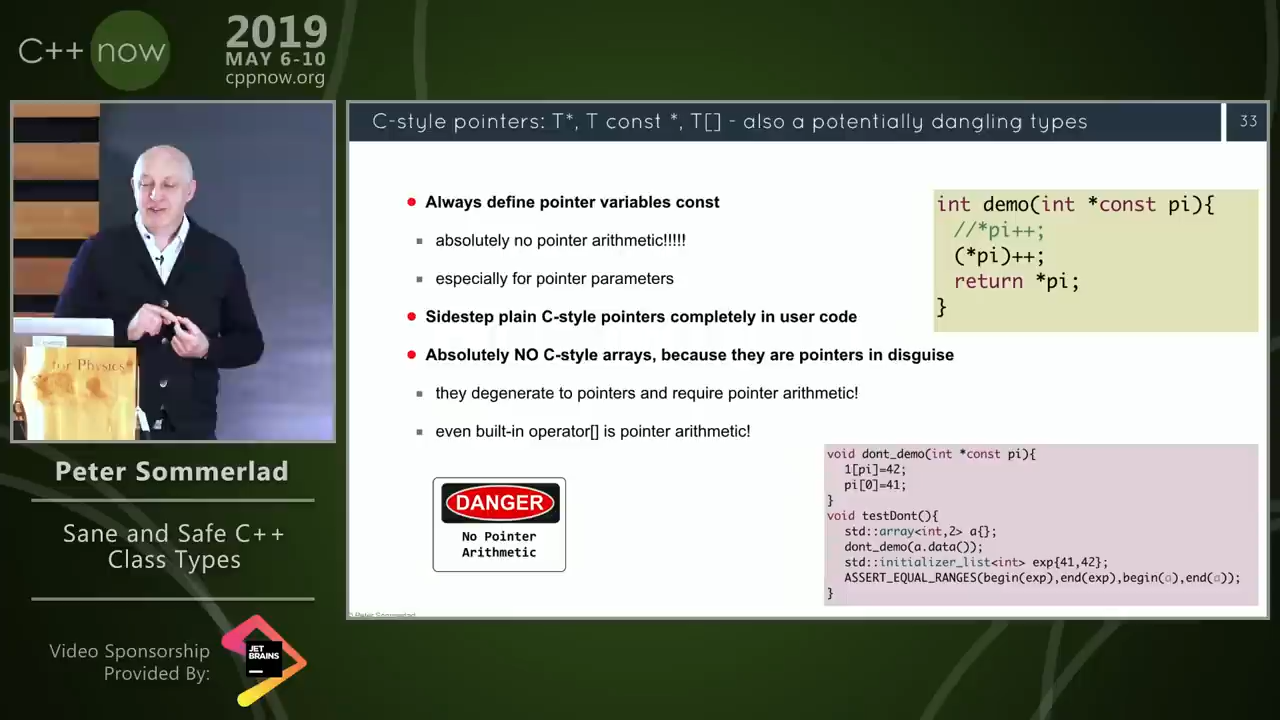 C++ now
2019
MAY 6-10
cppnow.org
for Physics
Peter Sommerlad
Sane and Safe C++
Class Types
Video Sponsorship
Provided By:
JET
BRAINS
C-style pointers: T*, T const *, T[] - also a potentially dangling types
33
Always define pointer variables const
absolutely no pointer arithmetic!!!!!
especially for pointer parameters
Sidestep plain C-style pointers completely in user code
Absolutely NO C-style arrays, because they are pointers in disguise
they degenerate to pointers and require pointer arithmetic!
even built-in operator[] is pointer arithmetic!
DANGER
No Pointer
Arithmetic
int demo(int *const pi){
//*pi++;
(*pi)++;
return *pi;
}
void dont_demo(int *const pi){
1[pi]=42;
pi[0]=41;
}
void testDont(){
std::array<int,2> a{};
dont_demo(a.data());
std::initializer_list<int> exp{41,42};
ASSERT_EQUAL_RANGES(begin(exp),end(exp),begin(a),end(a));
}
© Peter Sommerlad